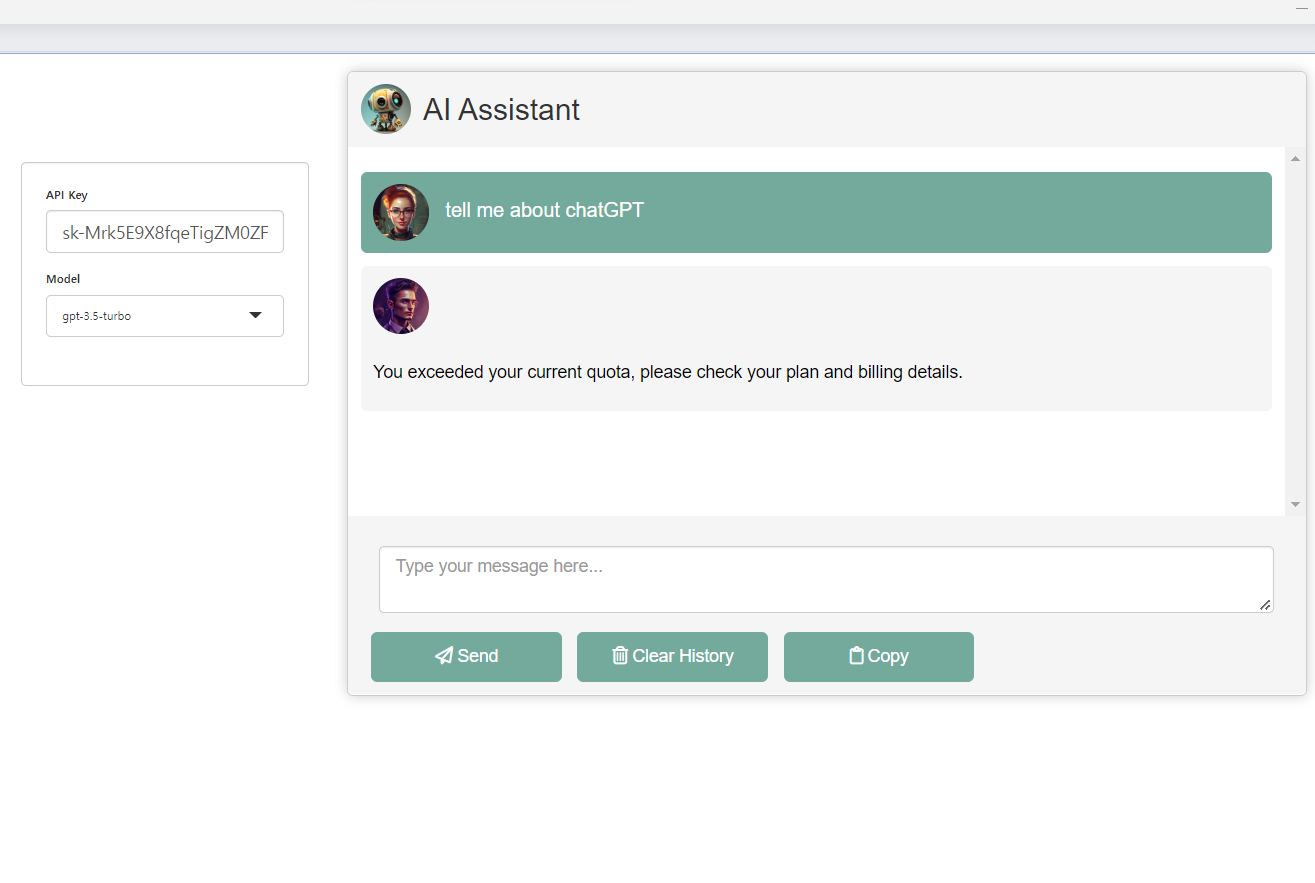 AI Assistant
API Key
sk-Mrk5E9X8fqeTigZM0ZF
Model
gpt-3.5-turbo
tell me about chatGPT
You exceeded your current quota, please check your plan and billing details.
Type your message here...
Send
Clear History
Copy